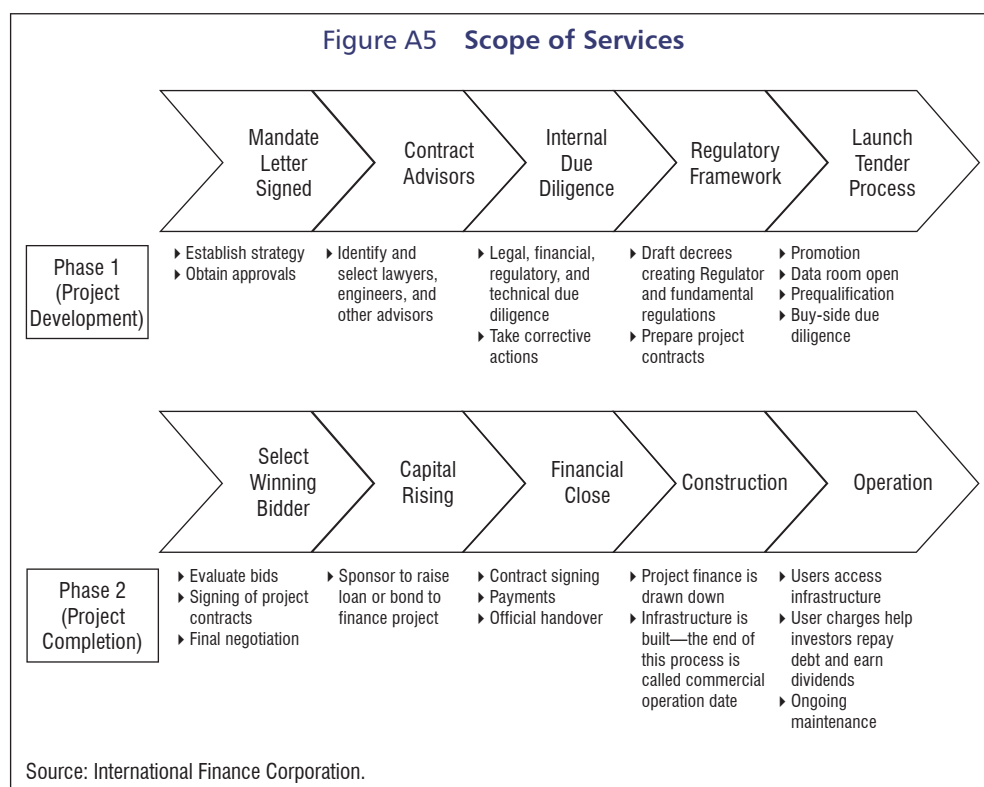 Figure A5 Scope of Services
Mandate
Letter
Signed
Contract
Advisors
Internal
Due
Diligence
Regulatory
Framework
Launch
Tender
Process
Phase 1
(Project
Development)
‣ Establish strategy
‣ Obtain approvals
‣ Identify and
select lawyers,
engineers, and
other advisors
‣ Legal, financial,
regulatory, and
technical due
diligence
‣ Take corrective
actions
‣ Draft decrees
creating Regulator
and fundamental
regulations
‣ Prepare project
contracts
‣ Promotion
‣ Data room open
‣ Prequalification
‣ Buy-side due
diligence
Select
Winning
Bidder
Capital
Rising
Financial
Close
Construction
Operation
Phase 2
(Project
Completion)
‣ Evaluate bids
‣ Signing of project
contracts
‣ Final negotiation
‣ Sponsor to raise
loan or bond to
finance project
‣ Contract signing
‣ Payments
‣ Official handover
‣ Project finance is
drawn down
‣ Infrastructure is
built—the end of
this process is
called commercial
operation date
‣ Users access
infrastructure
‣ User charges help
investors repay
debt and earn
dividends
‣ Ongoing
maintenance
Source: International Finance Corporation.